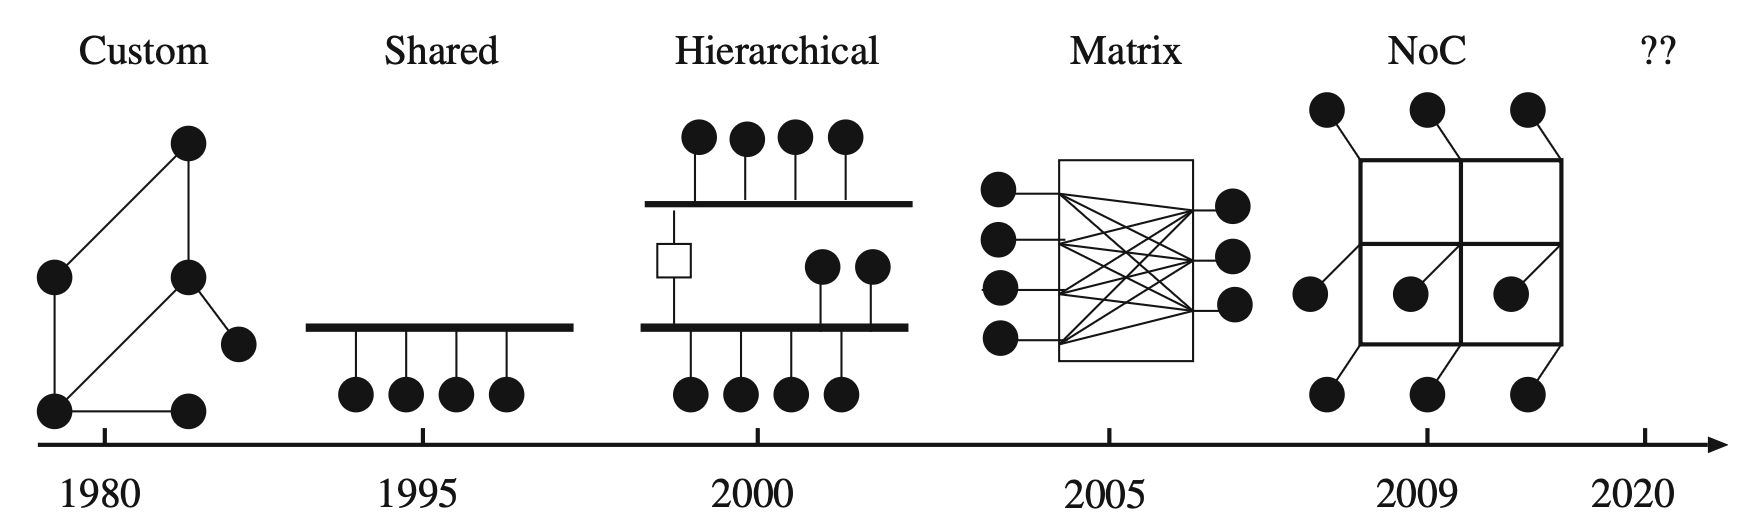 Custom Shared Hierarchical Matrix NoC ??
1980 1995 2000 2005 2009 2020